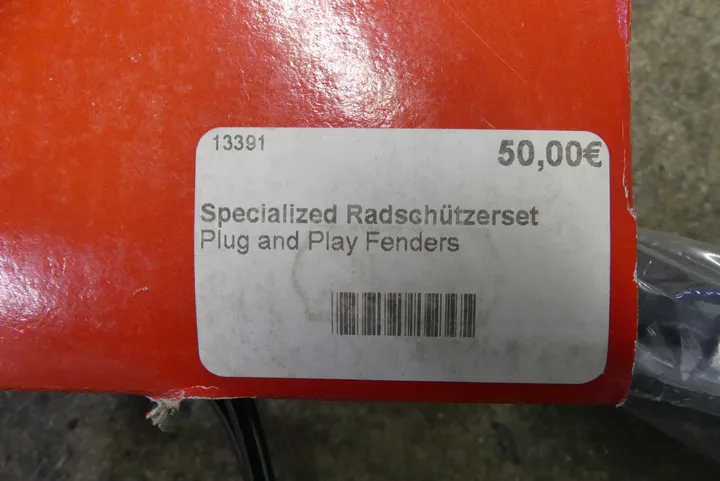 13391
50,00€
Specialized Radschützerset
Plug and Play Fenders